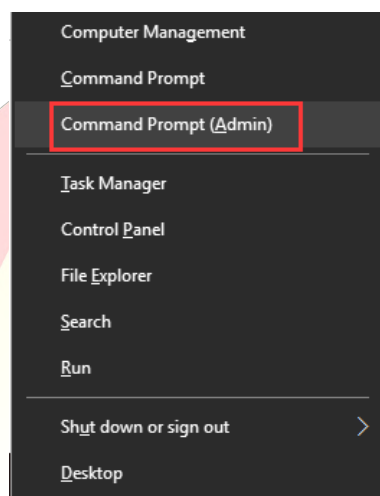 Computer Management
Command Prompt
Command Prompt (Admin)
Task Manager
Control Panel
File Explorer
Search
Run
Shut down or sign out
Desktop